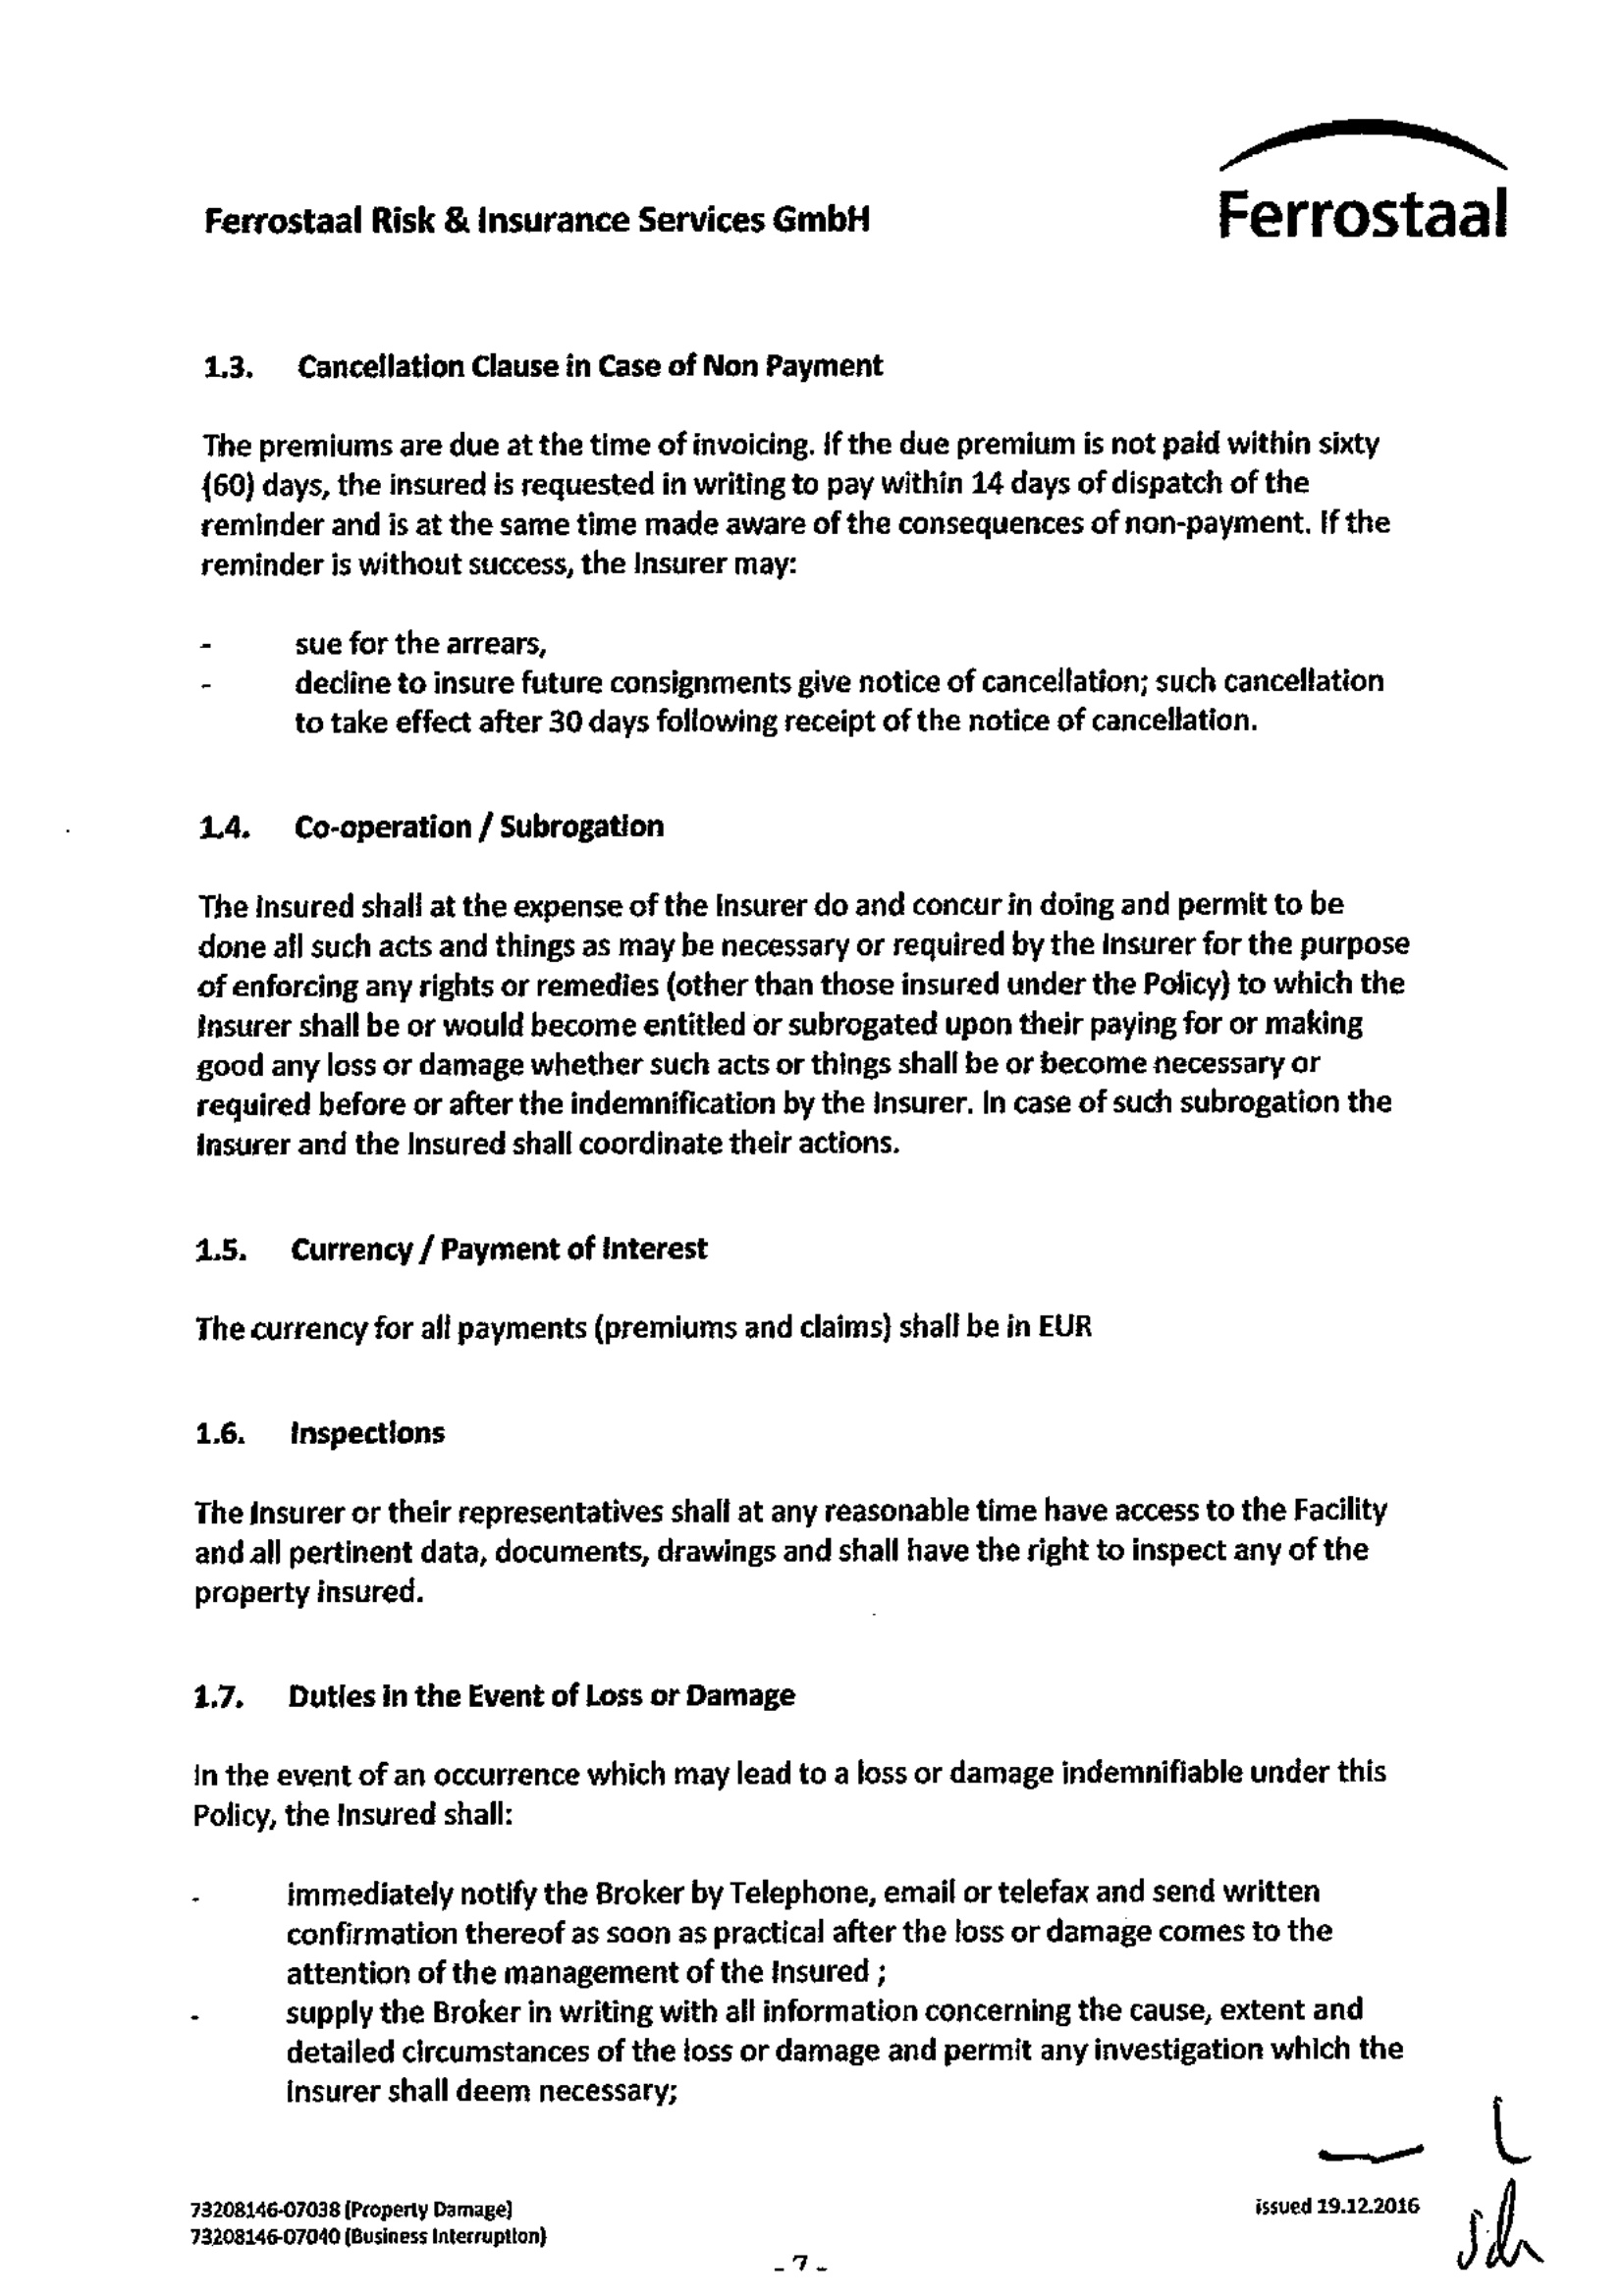 Ferrostaal Risk & Insurance Services GmbH
Ferrostaal
1.3. Cancellation Clause in Case of Non Payment
The premiums are due at the time of invoicing. If the due premium is not paid within sixty
(60) days, the insured is requested in writing to pay within 14 days of dispatch of the
reminder and is at the same time made aware of the consequences of non-payment. If the
reminder is without success, the Insurer may:
- sue for the arrears,
- decline to insure future consignments give notice of cancellation; such cancellation
to take effect after 30 days following receipt of the notice of cancellation.
1.4. Co-operation / Subrogation
The Insured shall at the expense of the Insurer do and concur in doing and permit to be
done all such acts and things as may be necessary or required by the Insurer for the purpose
of enforcing any rights or remedies (other than those insured under the Policy) to which the
Insurer shall be or would become entitled or subrogated upon their paying for or making
good any loss or damage whether such acts or things shall be or become necessary or
required before or after the indemnification by the Insurer. In case of such subrogation the
Insurer and the Insured shall coordinate their actions.
1.5. Currency / Payment of Interest
The currency for all payments (premiums and claims) shall be in EUR
1.6. Inspections
The Insurer or their representatives shall at any reasonable time have access to the Facility
and all pertinent data, documents, drawings and shall have the right to inspect any of the
property insured.
1.7. Duties in the Event of Loss or Damage
In the event of an occurrence which may lead to a loss or damage indemnifiable under this
Policy, the Insured shall:
- immediately notify the Broker by Telephone, email or telefax and send written
confirmation thereof as soon as practical after the loss or damage comes to the
attention of the management of the Insured ;
- supply the Broker in writing with all information concerning the cause, extent and
detailed circumstances of the loss or damage and permit any investigation which the
Insurer shall deem necessary;
73208146-07038 (Property Damage)
issued 19.12.2016
73208146-07040 (Business Interruption)
- 7 -